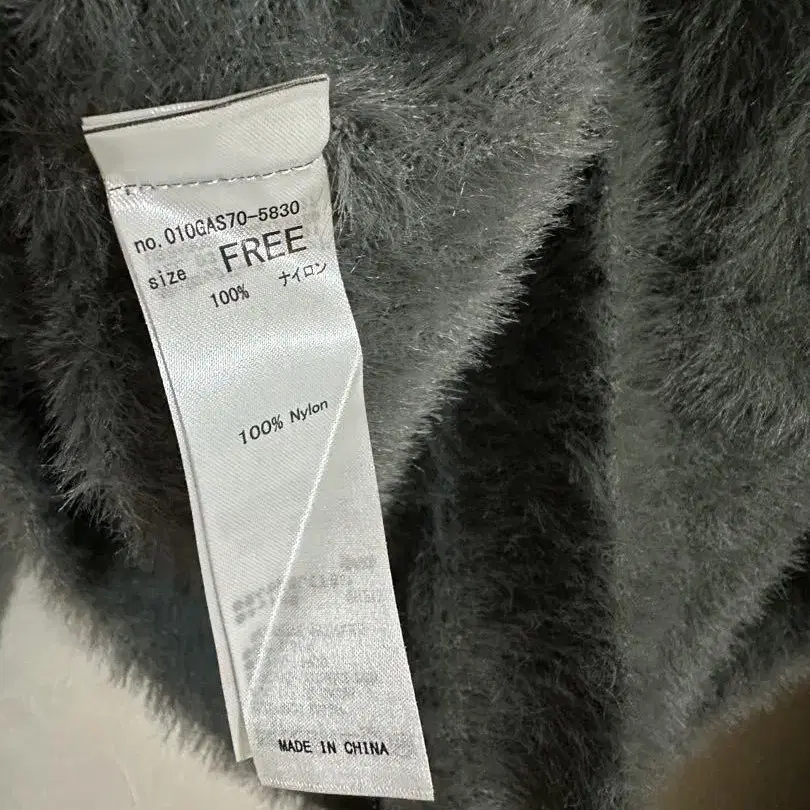 no.010GAS70-5830
size FREE
100% ナイロン
100% Nylon
MADE IN CHINA